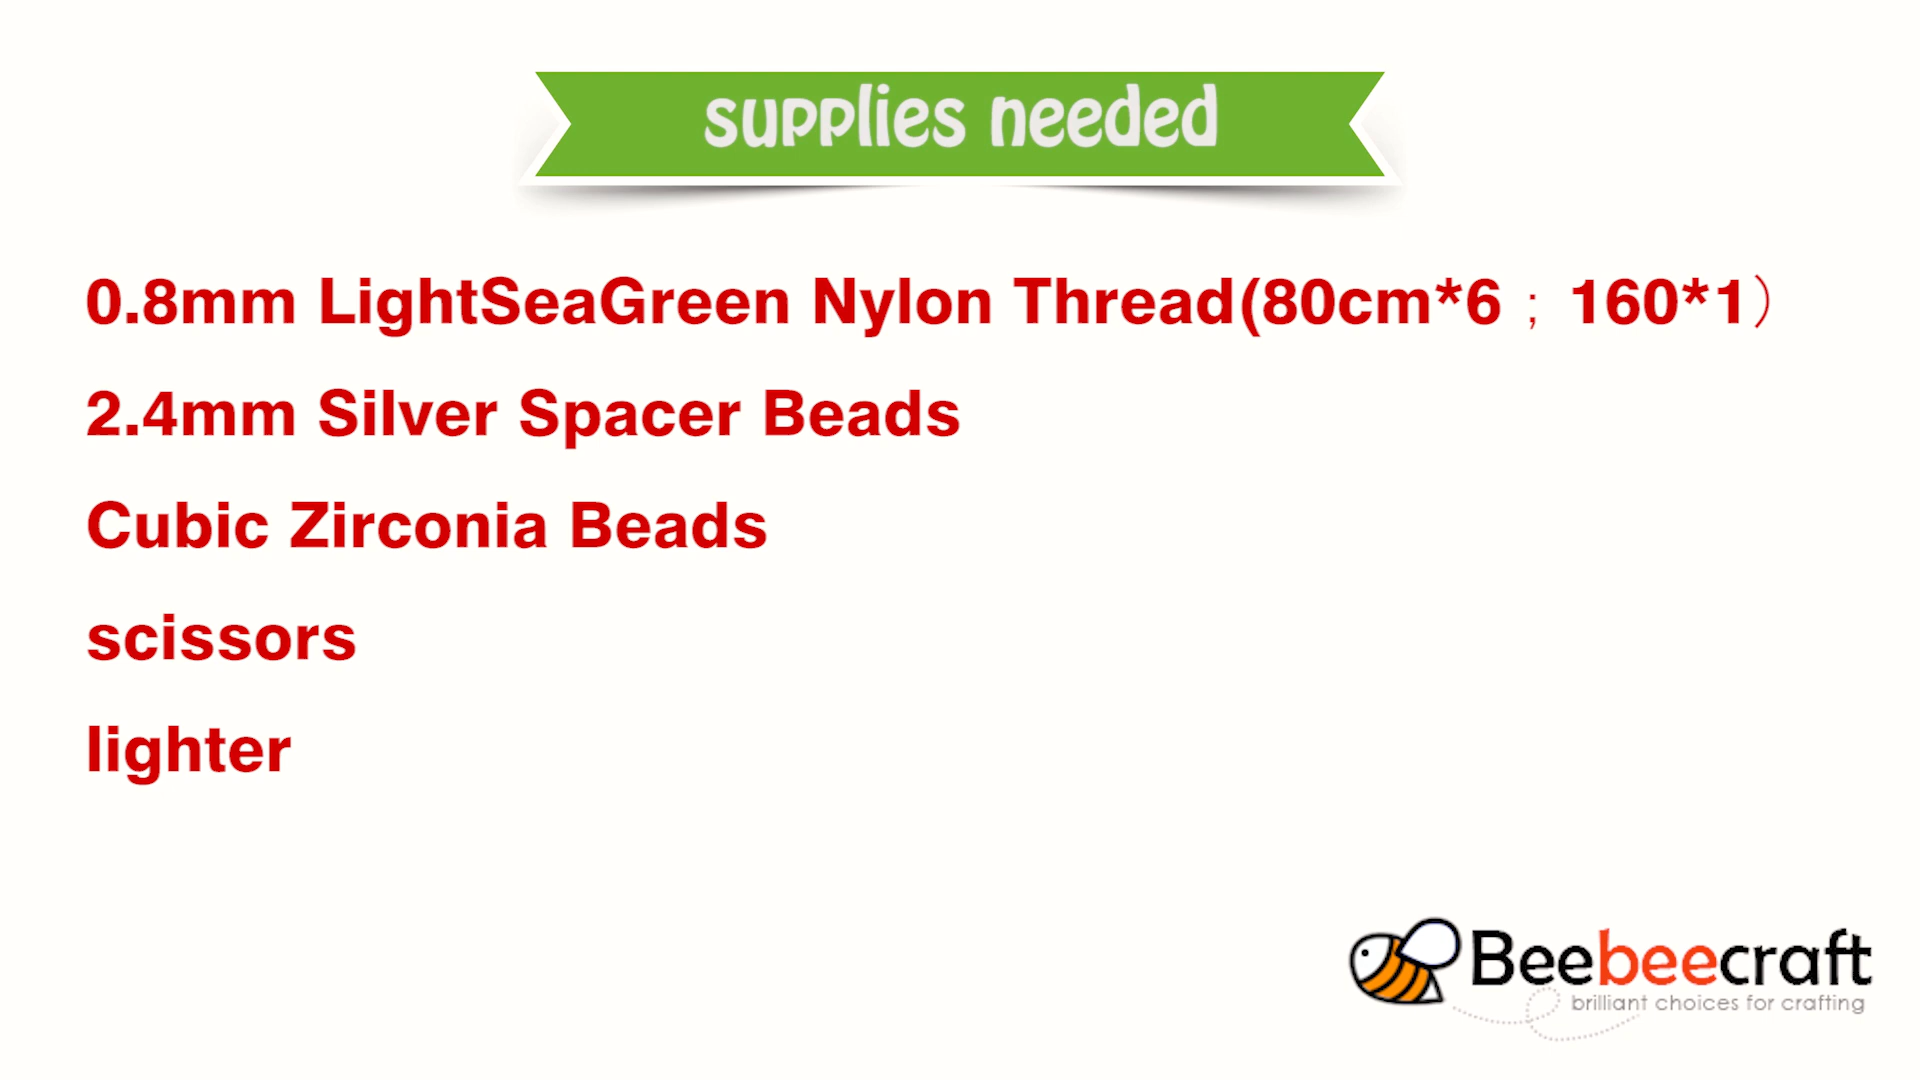 supplies needed
0.8mm LightSeaGreen Nylon Thread(80cm*6；160*1）
2.4mm Silver Spacer Beads
Cubic Zirconia Beads
scissors
lighter
Beebeecraft
brilliant choices for crafting